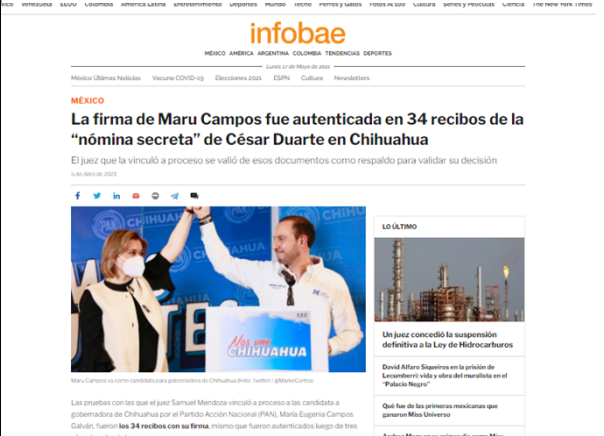 México Venezuela EEUU Colombia América Latina Entretenimiento Deportes Mundo Tecno Perros y Gatos Fotos Al 100 Cultura Series y Películas Ciencia The New York Times
infobae
MÉXICO AMÉRICA ARGENTINA COLOMBIA TENDENCIAS DEPORTES
Lunes 17 de Mayo de 2021
México Últimas Noticias Vacuna COVID-19 Elecciones 2021 ESPN Cultura Newsletters
MÉXICO
La firma de Maru Campos fue autenticada en 34 recibos de la
“nómina secreta” de César Duarte en Chihuahua
El juez que la vinculó a proceso se valió de esos documentos como respaldo para validar su decisión
5 de Abril de 2021
PAN
CHIHUAHUA
CHIHUAHUA
Nos une
CHIHUAHUA
Maru Campos va como candidata para gobernadora de Chihuahua (Foto: Twitter / @MarkoCortes)
Las pruebas con las que el juez Samuel Mendoza vinculó a proceso a las candidata a
gobernadora de Chihuahua por el Partido Acción Nacional (PAN), María Eugenia Campos
Galván, fueron los 34 recibos con su firma, mismo que fueron autenticados luego de tres
LO ÚLTIMO
Un juez concedió la suspensión
definitiva a la Ley de Hidrocarburos
David Alfaro Siqueiros en la prisión de
Lecumberri: vida y obra del muralista en el
“Palacio Negro”
Qué fue de las primeras mexicanas que
ganaron Miss Universo